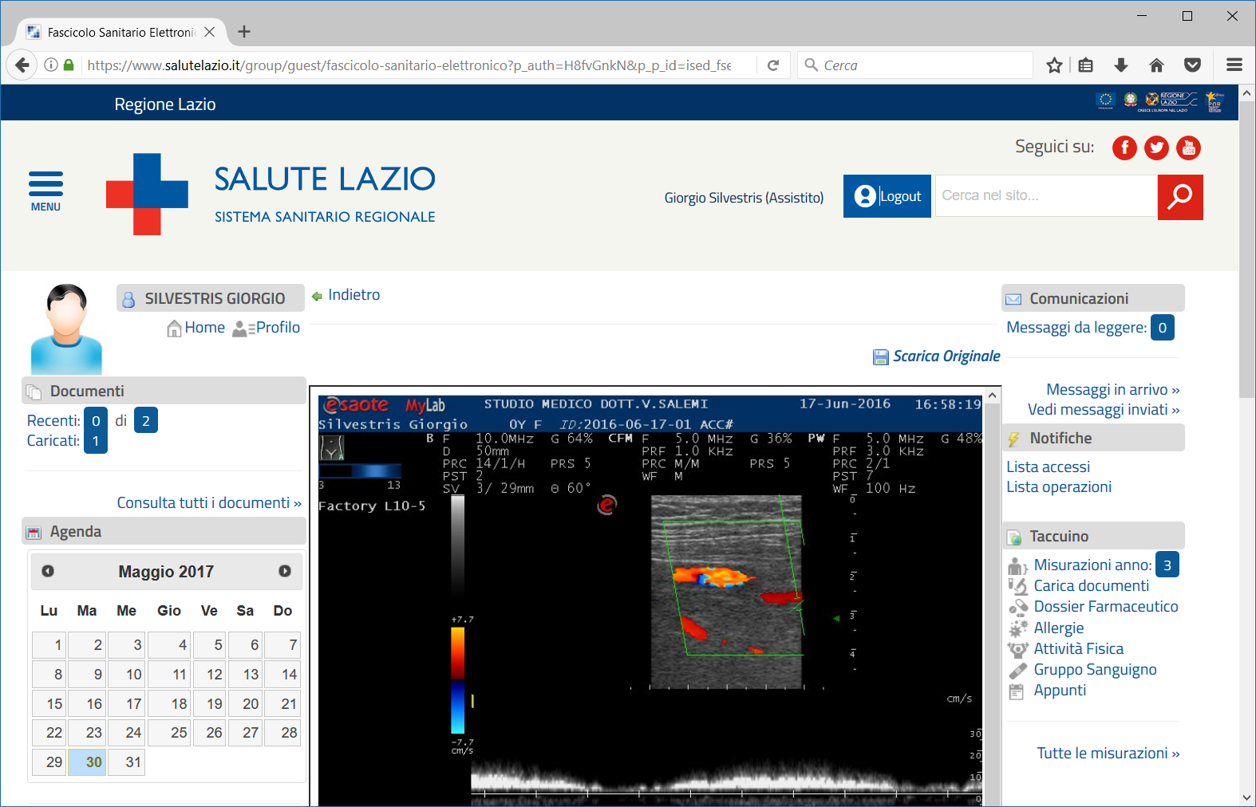 Fascicolo Sanitario Elettroni
https://www.salutelazio.it/group/guest/fascicolo-sanitario-elettronico?p_auth=H8fvGnkN&p_p_id=ised_fse
Cerca
Regione Lazio
Seguici su:
MENU
SALUTE LAZIO
SISTEMA SANITARIO REGIONALE
Giorgio Silvestris (Assistito)
Logout
Cerca nel sito...
SILVESTRIS GIORGIO
Home
Profilo
Indietro
Scarica Originale
Documenti
Recenti: 0 di 2
Caricati: 1
Consulta tutti i documenti »
Agenda
Maggio 2017
Lu Ma Me Gio Ve Sa Do
1 2 3 4 5 6 7
8 9 10 11 12 13 14
15 16 17 18 19 20 21
22 23 24 25 26 27 28
29 30 31
esaote MyLab STUDIO MEDICO DOTT.V.SALEMI 17-Jun-2016 16:58:19
Silvestris Giorgio 0Y F ID:2016-06-17-01 ACC#
B F 10.0MHz G 64% CFM F 5.0 MHz G 36% PW F 5.0 MHz G 48%
D 50mm PRF 1.0 KHz PRF 3.0 KHz
PRC 14/1/H PRS 5 PRC M/M PRS 5 PRC 2/1
PST 2 WF M PST 7
SV 3/ 29mm Θ 60° WF 100 Hz
3 13
Factory L10-5
0
1
2
3
4
+7.7
-7.7
cm/s
cm/s
30
20
10
0
Comunicazioni
Messaggi da leggere: 0
Messaggi in arrivo »
Vedi messaggi inviati »
Notifiche
Lista accessi
Lista operazioni
Taccuino
Misurazioni anno: 3
Carica documenti
Dossier Farmaceutico
Allergie
Attività Fisica
Gruppo Sanguigno
Appunti
Tutte le misurazioni »